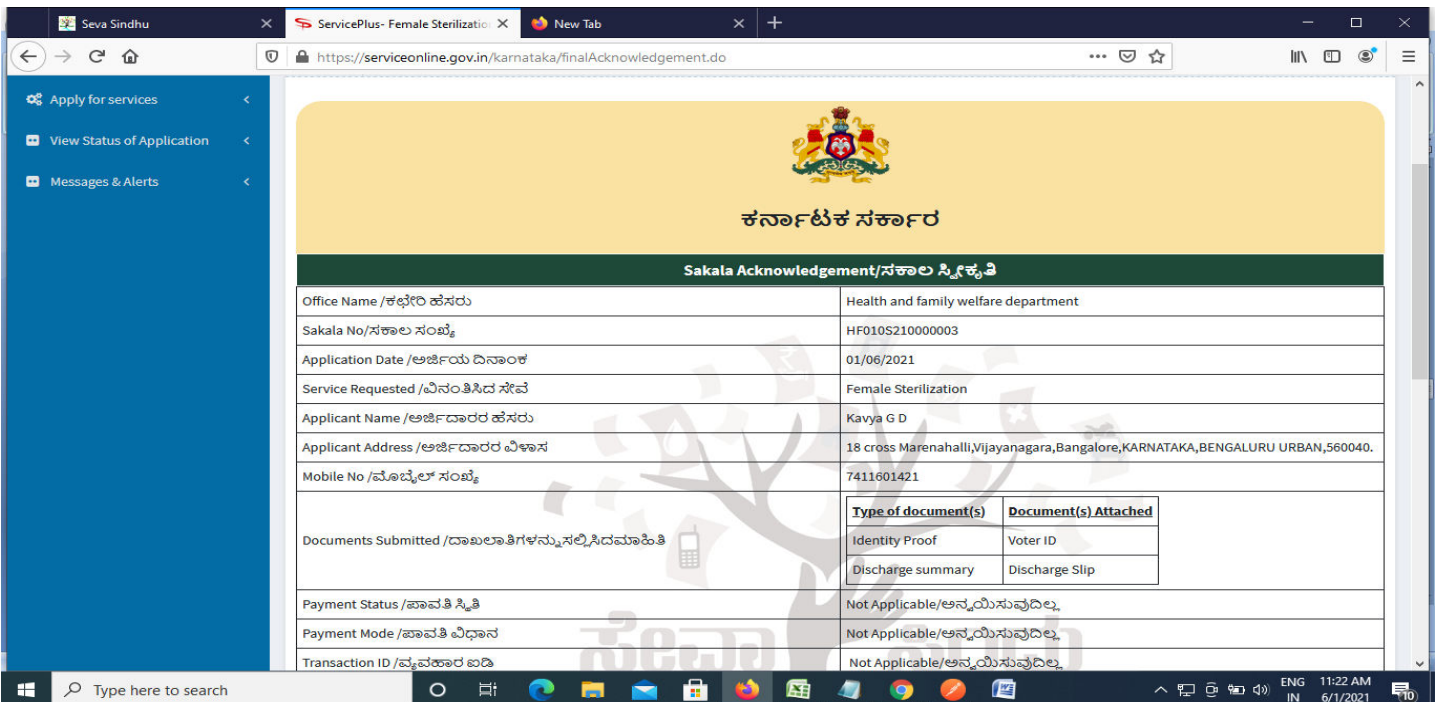 Seva Sindhu
ServicePlus- Female Sterilizatio
New Tab
https://serviceonline.gov.in/karnataka/finalAcknowledgement.do
Apply for services
View Status of Application
Messages & Alerts
ಕರ್ನಾಟಕ ಸರ್ಕಾರ
Sakala Acknowledgement/ಸಕಾಲ ಸ್ವೀಕೃತಿ
Office Name /ಕಛೇರಿ ಹೆಸರು Health and family welfare department
Sakala No/ಸಕಾಲ ಸಂಖ್ಯೆ HF010S210000003
Application Date /ಅರ್ಜಿಯ ದಿನಾಂಕ 01/06/2021
Service Requested /ವಿನಂತಿಸಿದ ಸೇವೆ Female Sterilization
Applicant Name /ಅರ್ಜಿದಾರರ ಹೆಸರು Kavya G D
Applicant Address /ಅರ್ಜಿದಾರರ ವಿಳಾಸ 18 cross Marenahalli,Vijayanagara,Bangalore,KARNATAKA,BENGALURU URBAN,560040.
Mobile No /ಮೊಬೈಲ್ ಸಂಖ್ಯೆ 7411601421
Type of document(s) Document(s) Attached
Documents Submitted /ದಾಖಲಾತಿಗಳನ್ನು ಸಲ್ಲಿಸಿದಮಾಹಿತಿ Identity Proof Voter ID
Discharge summary Discharge Slip
Payment Status /ಪಾವತಿ ಸ್ಥಿತಿ Not Applicable/ಅನ್ವಯಿಸುವುದಿಲ್ಲ
Payment Mode /ಪಾವತಿ ವಿಧಾನ Not Applicable/ಅನ್ವಯಿಸುವುದಿಲ್ಲ
Transaction ID /ವ್ಯವಹಾರ ಐಡಿ Not Applicable/ಅನ್ವಯಿಸುವುದಿಲ್ಲ
ಸೇವಾ ಸಿಂಧು
Type here to search
ENG 11:22 AM
IN 6/1/2021
10